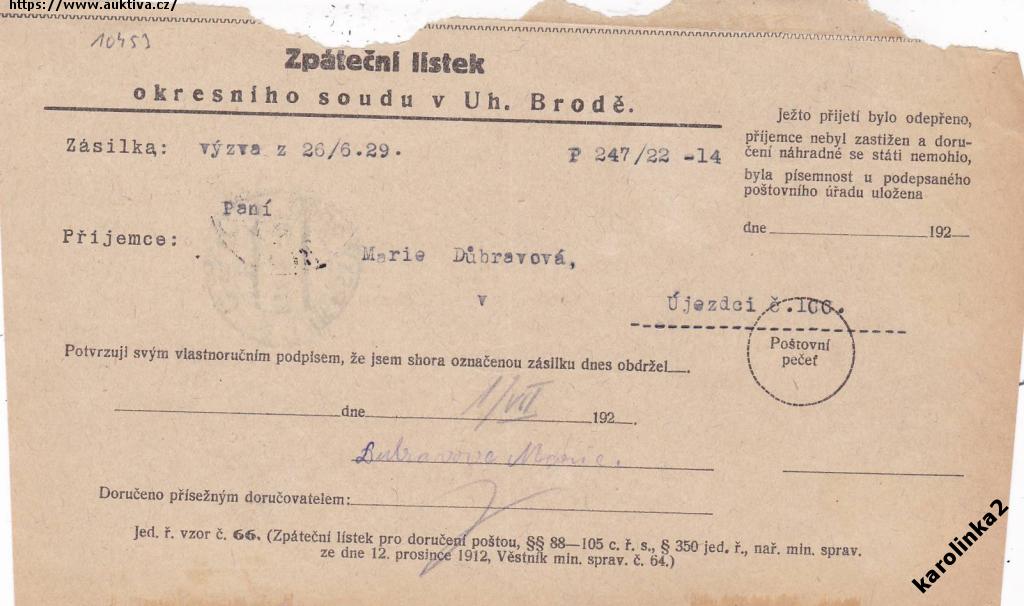 https://www.auktiva.cz/
10453
Zpáteční lístek
okresního soudu v Uh. Brodě.
Zásilka: výzva z 26/6.29. P 247/22 -14
Paní
Příjemce: Marie Důbravová,
v
Újezdci č.100.
Ježto přijetí bylo odepřeno,
příjemce nebyl zastižen a doru-
čení náhradné se státi nemohlo,
byla písemnost u podepsaného
poštovního úřadu uložena
dne 192
Poštovní
pečeť
Potvrzuji svým vlastnoručním podpisem, že jsem shora označenou zásilku dnes obdržel
dne 1/VII 192 .
Dubravova Marie.
Doručeno přísežným doručovatelem:
Jed. ř. vzor č. 66. (Zpáteční lístek pro doručení poštou, §§ 88—105 c. ř. s., § 350 jed. ř., nař. min. sprav.
ze dne 12. prosince 1912, Věstník min. sprav. č. 64.)
karolinka2